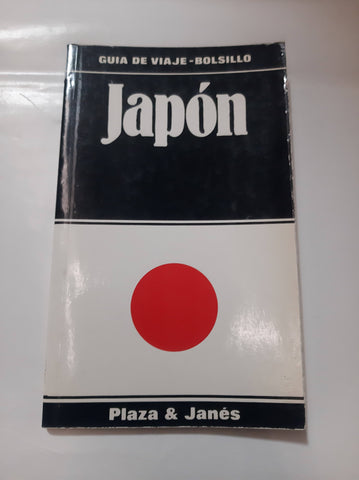 GUIA DE VIAJE-BOLSILLO
Japón
Plaza & Janés